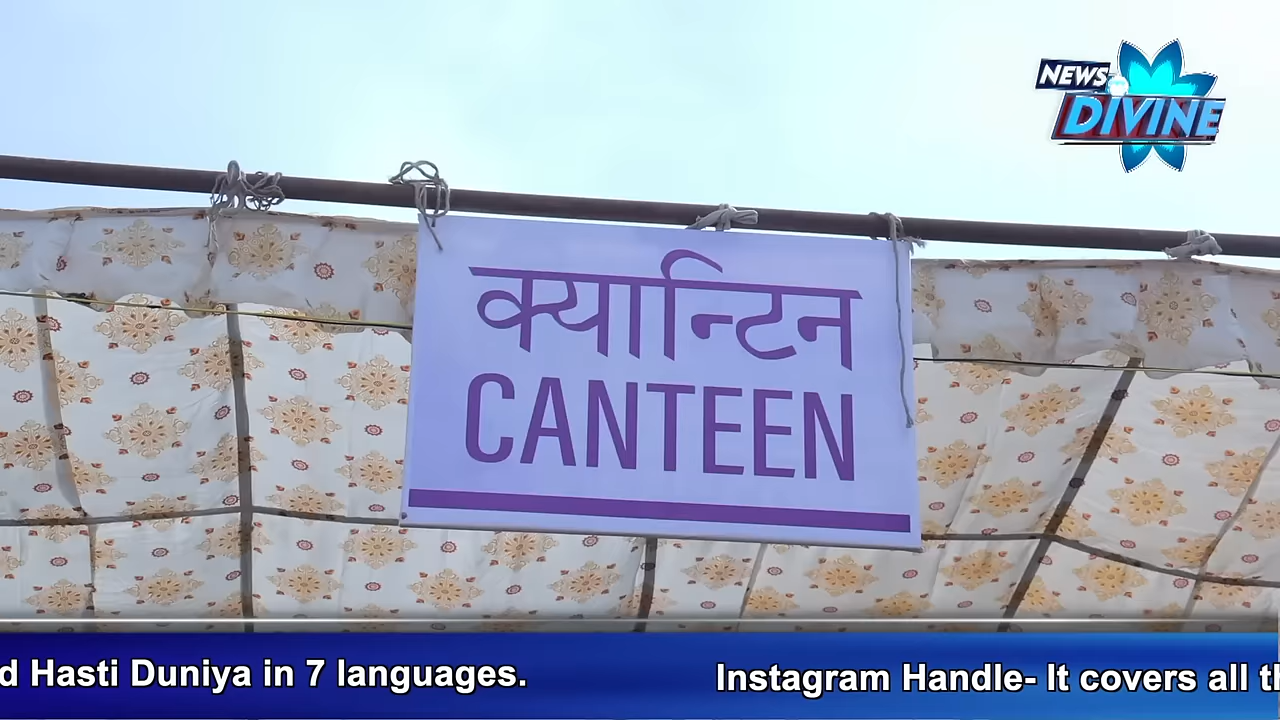 NEWS
DIVINE
क्यान्टिन
CANTEEN
d Hasti Duniya in 7 languages.
Instagram Handle- It covers all th